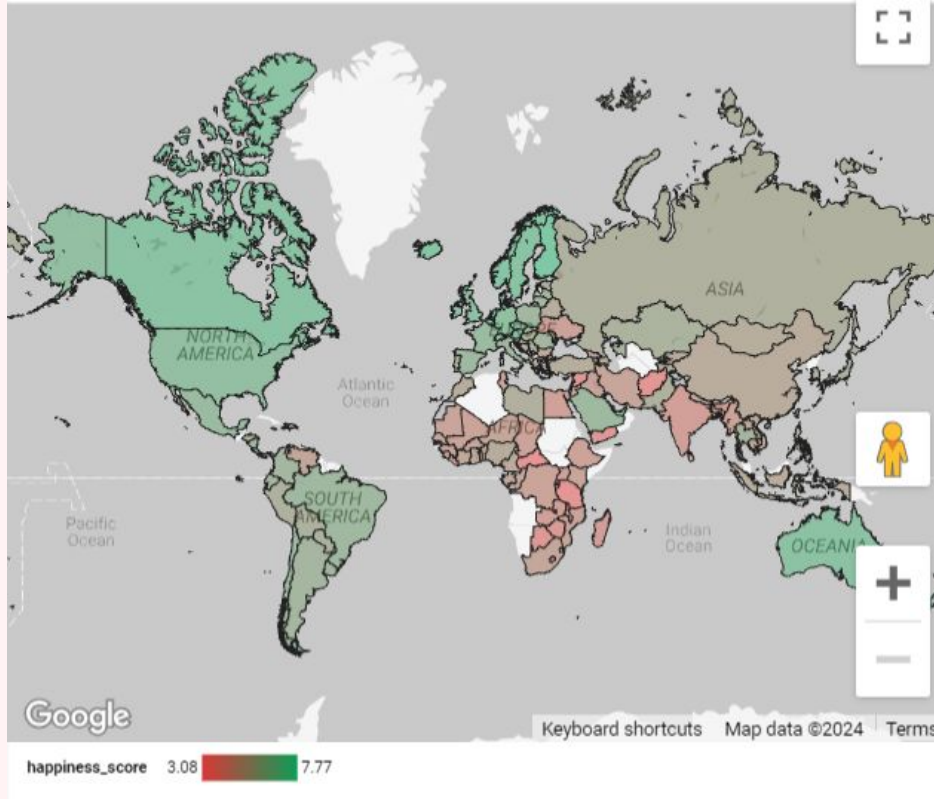 ASIA
NORTH
AMERICA
Atlantic
Ocean
AFRICA
SOUTH
AMERICA
Pacific
Ocean
Indian
Ocean
OCEANIA
Google
Keyboard shortcuts Map data ©2024 Terms
happiness_score 3.08 7.77